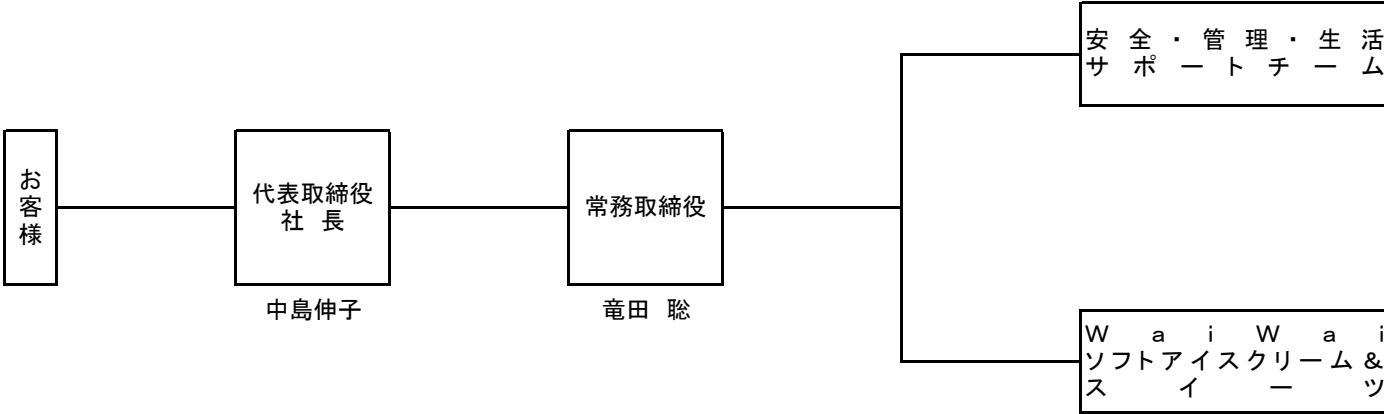 お客様
代表取締役
社 長
中島伸子
常務取締役
竜田 聡
安全・管理・生活
サポートチーム
WaiWai
ソフトアイスクリーム&
スイーツ